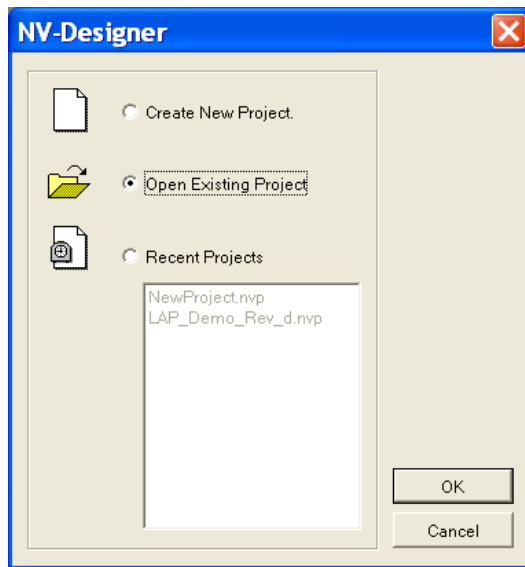 NV-Designer
Create New Project.
Open Existing Project
Recent Projects
NewProject.nvp
LAP_Demo_Rev_d.nvp
OK
Cancel